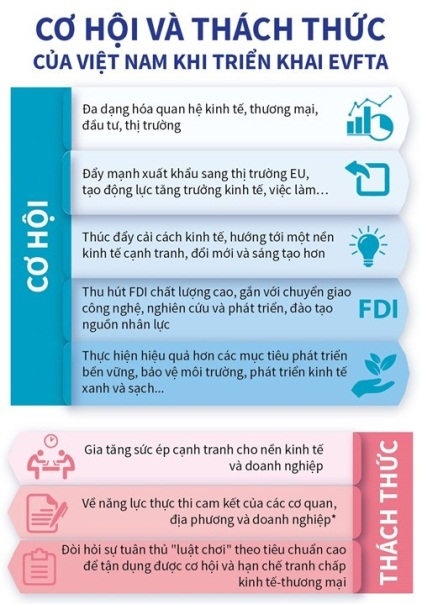 CƠ HỘI VÀ THÁCH THỨC
CỦA VIỆT NAM KHI TRIỂN KHAI EVFTA
CƠ HỘI
Đa dạng hóa quan hệ kinh tế, thương mại,
đầu tư, thị trường
Đẩy mạnh xuất khẩu sang thị trường EU,
tạo động lực tăng trưởng kinh tế, việc làm...
Thúc đẩy cải cách kinh tế, hướng tới một nền
kinh tế cạnh tranh, đổi mới và sáng tạo hơn
Thu hút FDI chất lượng cao, gắn với chuyển giao
công nghệ, nghiên cứu và phát triển, đào tạo
nguồn nhân lực
FDI
Thực hiện hiệu quả hơn các mục tiêu phát triển
bền vững, bảo vệ môi trường, phát triển kinh tế
xanh và sạch...
THÁCH THỨC
Gia tăng sức ép cạnh tranh cho nền kinh tế
và doanh nghiệp
Về năng lực thực thi cam kết của các cơ quan,
địa phương và doanh nghiệp*
Đòi hỏi sự tuân thủ "luật chơi" theo tiêu chuẩn cao
để tận dụng được cơ hội và hạn chế tranh chấp
kinh tế-thương mại